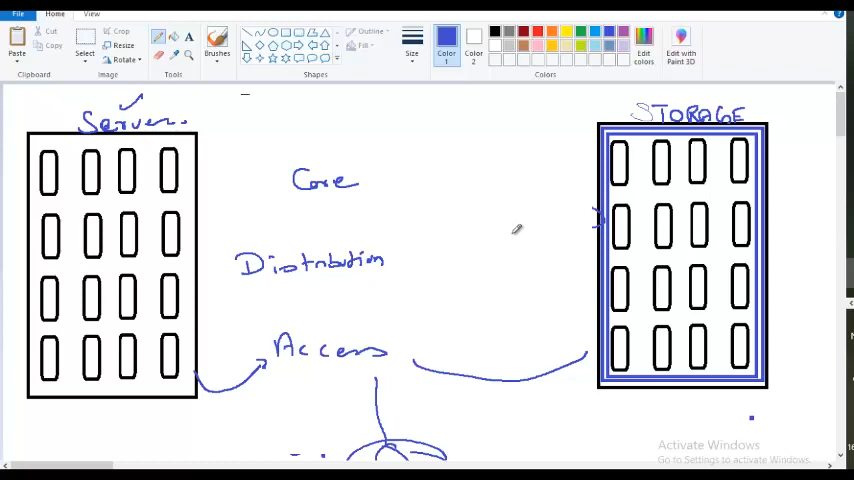 File Home View
Paste
Cut
Copy
Clipboard
Select
Crop
Resize
Rotate
Image
A
Tools
Brushes
Shapes
Outline
Fill
Size
Color 1
Color 2
Edit colors
Edit with Paint 3D
Colors
Server.
STORAGE
Core
Distribution
Access
Activate Windows
Go to Settings to activate Windows.